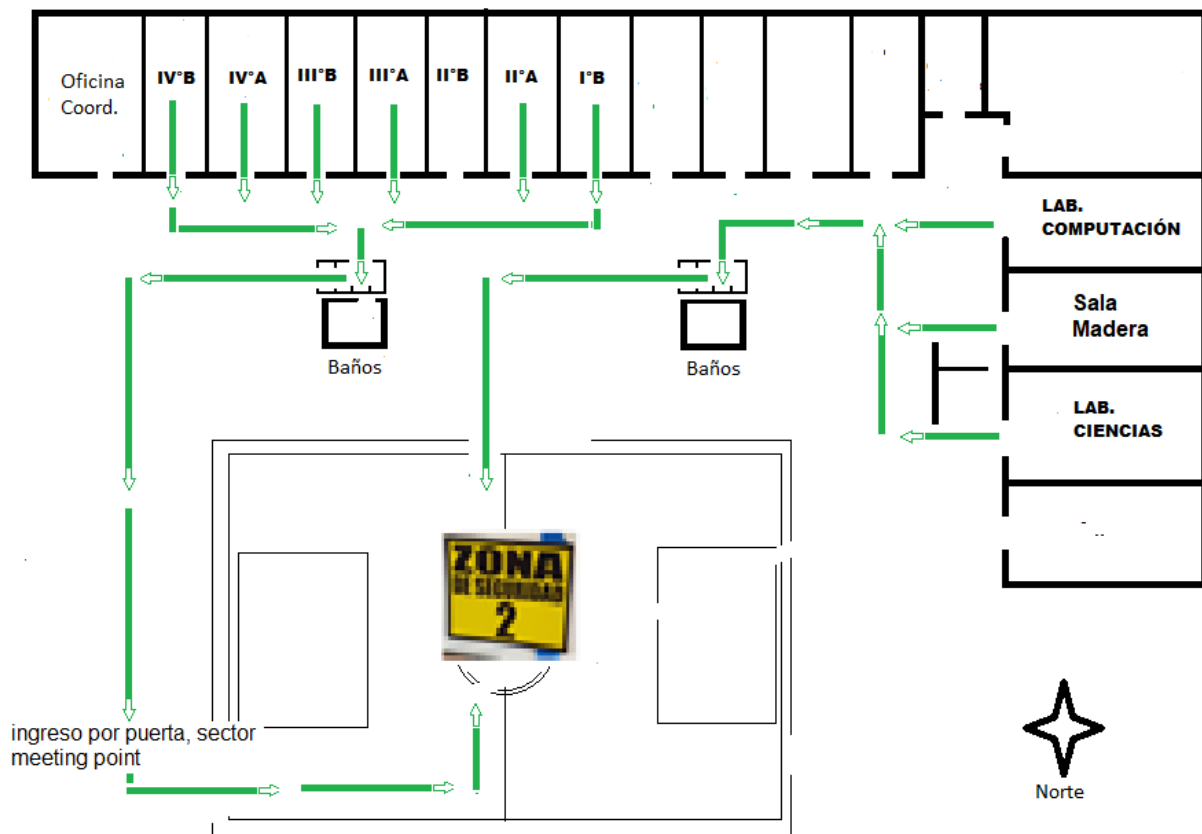 Oficina
Coord.
IV°B
IV°A
III°B
III°A
II°B
II°A
I°B
LAB.
COMPUTACIÓN
Sala
Madera
LAB.
CIENCIAS
Baños
Baños
ZONA
DE SEGURIDAD
2
ingreso por puerta, sector
meeting point
Norte